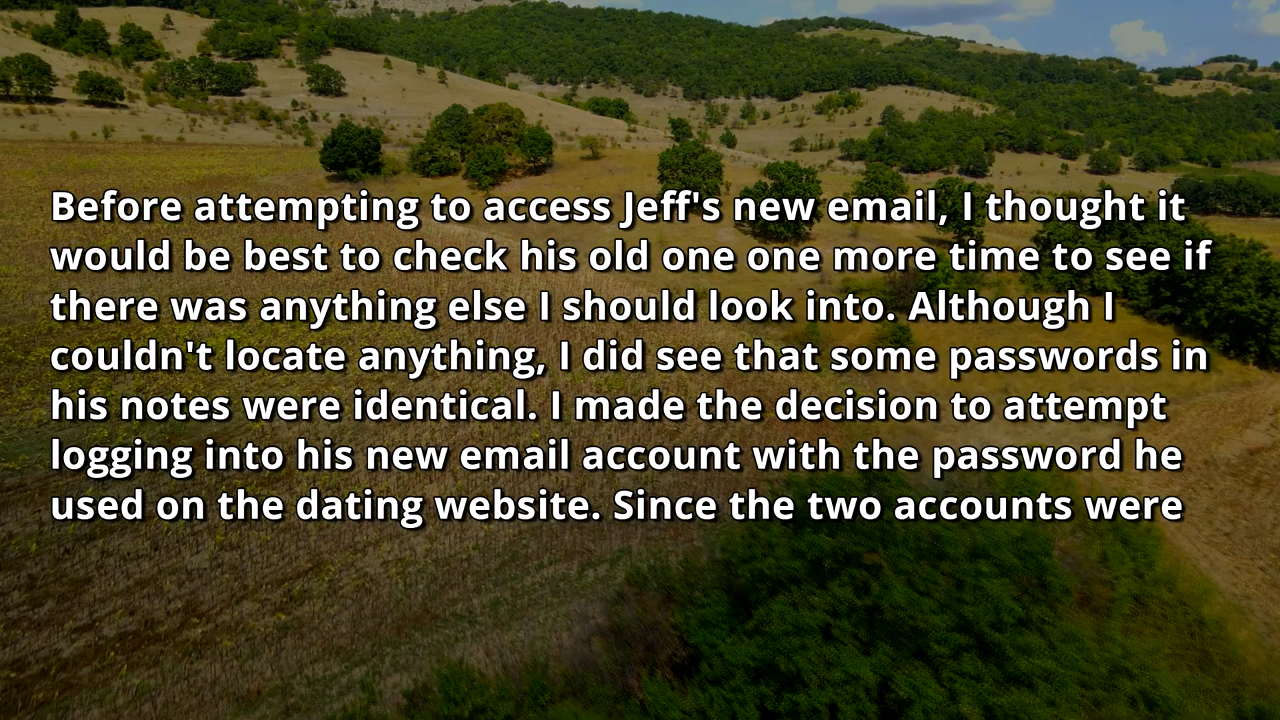 Before attempting to access Jeff's new email, I thought it
would be best to check his old one one more time to see if
there was anything else I should look into. Although I
couldn't locate anything, I did see that some passwords in
his notes were identical. I made the decision to attempt
logging into his new email account with the password he
used on the dating website. Since the two accounts were